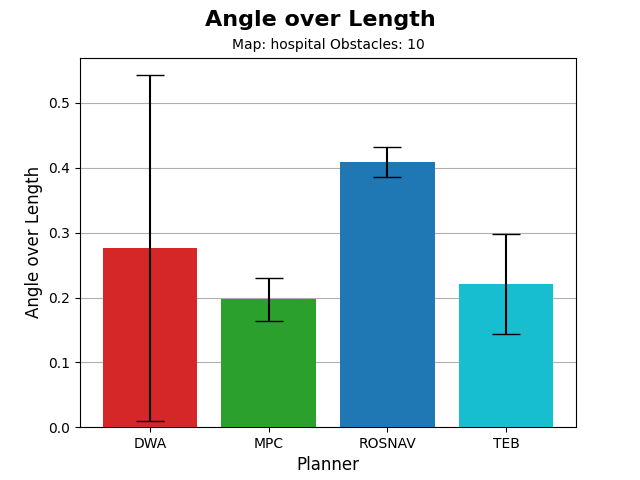 Angle over Length
Map: hospital Obstacles: 10
Angle over Length
0.5
0.4
0.3
0.2
0.1
0.0
DWA MPC ROSNAV TEB
Planner